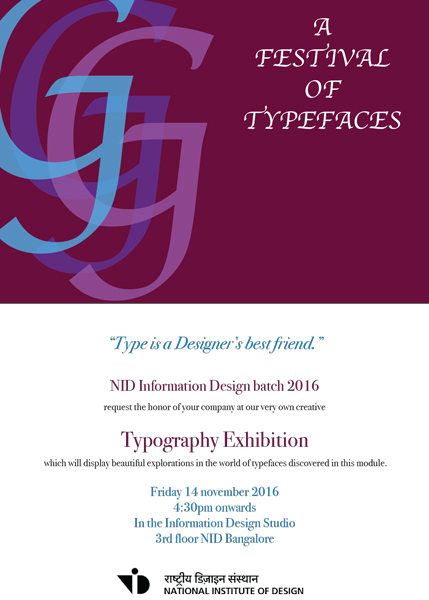 A
FESTIVAL
OF
TYPEFACES
G G G
“Type is a Designer’s best friend.”
NID Information Design batch 2016
request the honor of your company at our very own creative
Typography Exhibition
which will display beautiful explorations in the world of typefaces discovered in this module.
Friday 14 november 2016
4:30pm onwards
In the Information Design Studio
3rd floor NID Bangalore
राष्ट्रीय डिज़ाइन संस्थान
NATIONAL INSTITUTE OF DESIGN